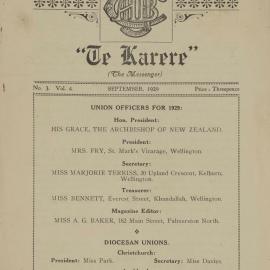 "Te Karere"
(The Messenger)
No. 3. Vol. 4. SEPTEMBER, 1929 Price : Threepence
UNION OFFICERS FOR 1929:
Hon. President:
HIS GRACE, THE ARCHBISHOP OF NEW ZEALAND.
President:
MRS. FRY, St. Mark's Vicarage, Wellington.
Secretary:
MISS MARJORIE TERRISS, 20 Upland Crescent, Kelburn,
Wellington.
Treasurer:
MISS BENNETT, Everest Street, Khandallah, Wellington.
Magazine Editor:
MISS A. G. BAKER, 182 Main Street, Palmerston North.
DIOCESAN UNIONS.
Christchurch:
President: Miss Park. Secretary: Miss Davies.